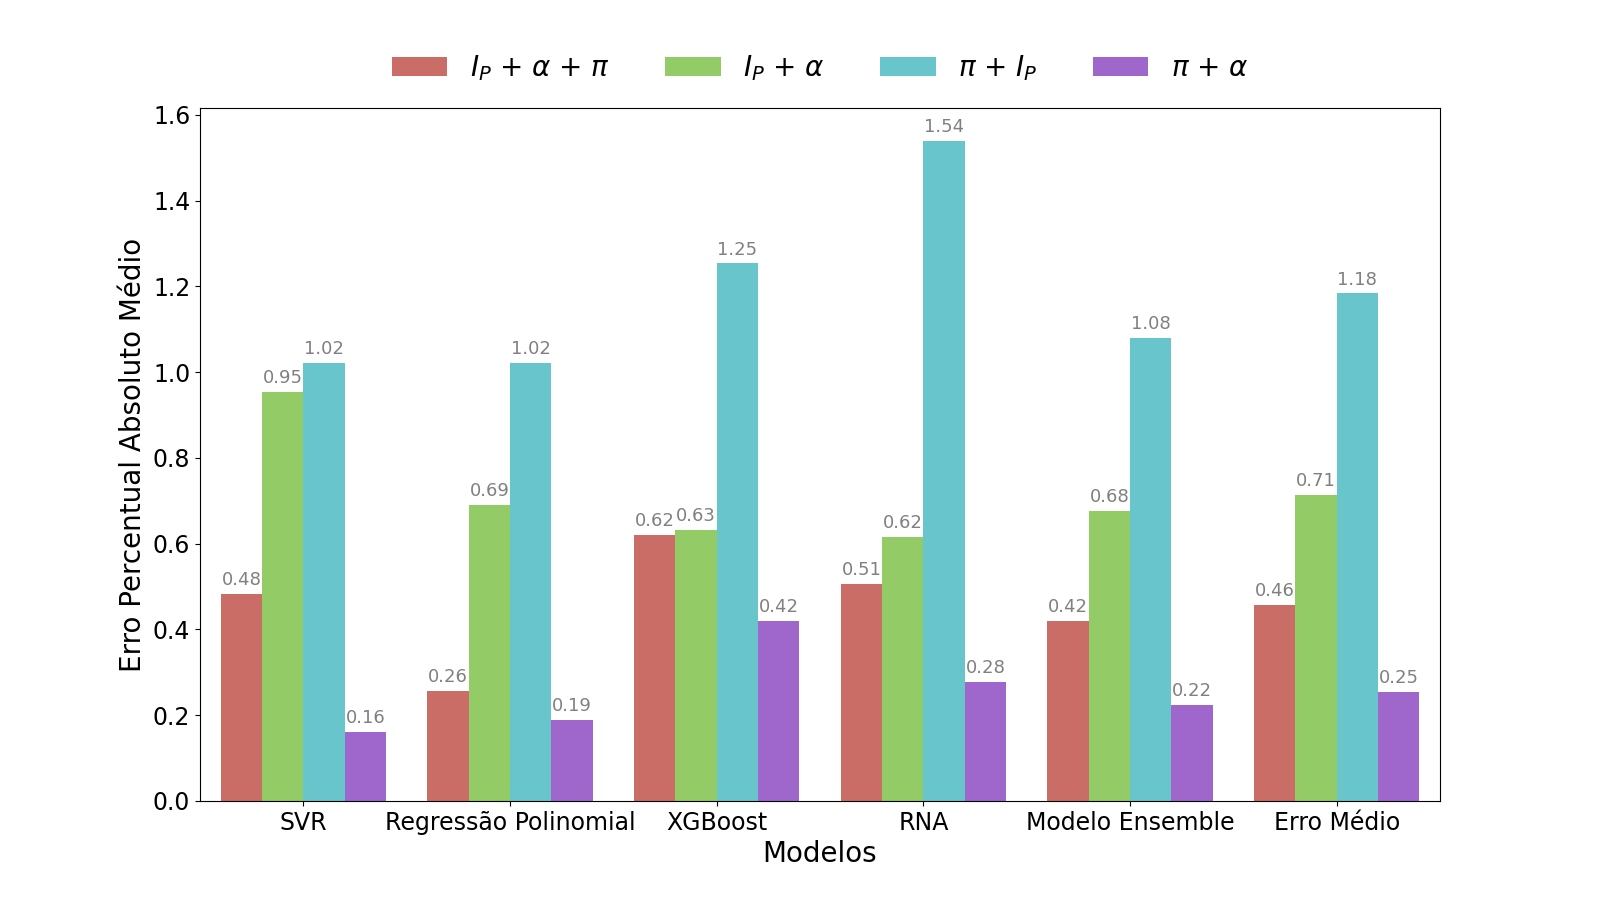 I_P + α + π   I_P + α   π + I_P   π + α
Erro Percentual Absoluto Médio
1.6
1.4
1.2
1.0
0.8
0.6
0.4
0.2
0.0
0.48 0.95 1.02 0.16
0.26 0.69 1.02 0.19
0.62 0.63 1.25 0.42
0.51 0.62 1.54 0.28
0.42 0.68 1.08 0.22
0.46 0.71 1.18 0.25
SVR Regressão Polinomial XGBoost RNA Modelo Ensemble Erro Médio
Modelos